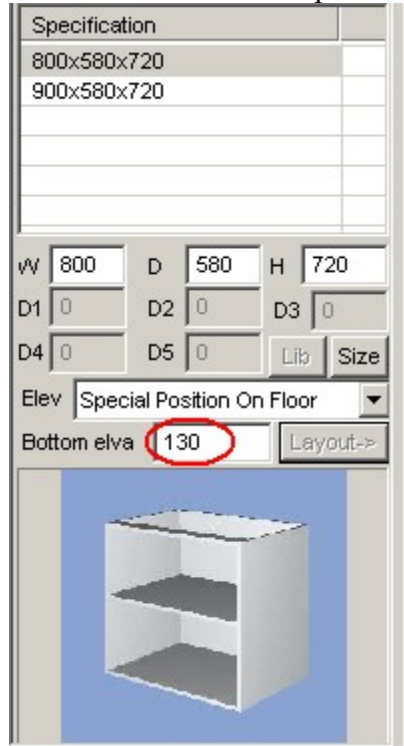 Specification
800x580x720
900x580x720
W 800 D 580 H 720
D1 0 D2 0 D3 0
D4 0 D5 0 Lib Size
Elev Special Position On Floor
Bottom elva 130 Layout->